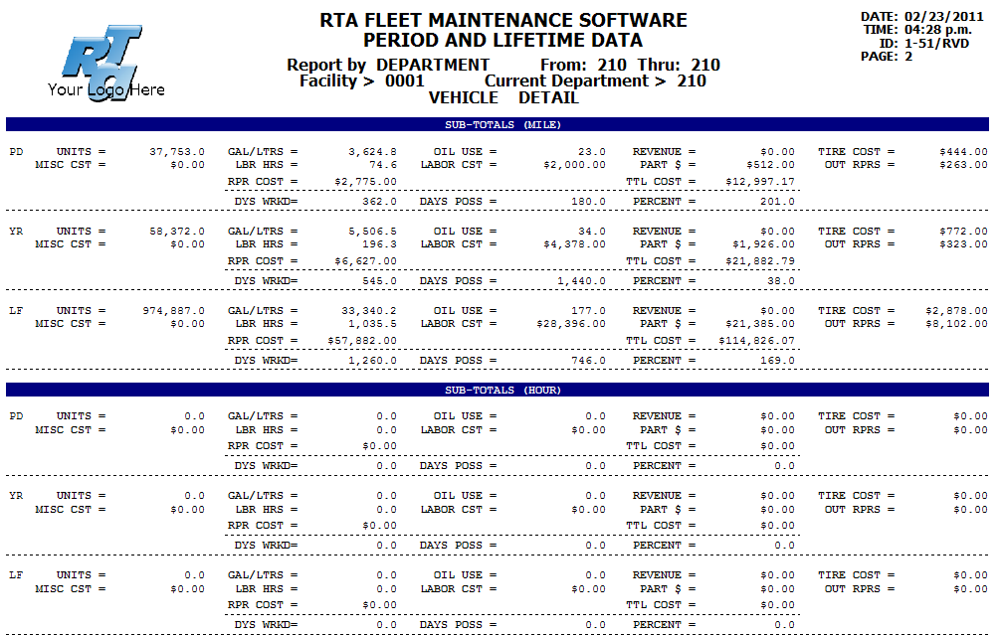 RTA FLEET MAINTENANCE SOFTWARE
PERIOD AND LIFETIME DATA
DATE: 02/23/2011
TIME: 04:28 p.m.
ID: 1-51/RVD
PAGE: 2
RTA
Your Logo Here
Report by DEPARTMENT From: 210 Thru: 210
Facility > 0001 Current Department > 210
VEHICLE DETAIL
SUB-TOTALS (MILE)
PD UNITS = 37,753.0 GAL/LTRS = 3,624.8 OIL USE = 23.0 REVENUE = $0.00 TIRE COST = $444.00
MISC CST = $0.00 LBR HRS = 74.6 LABOR CST = $2,000.00 PART $ = $512.00 OUT RPRS = $263.00
RPR COST = $2,775.00 TTL COST = $12,997.17
DYS WRKD= 362.0 DAYS POSS = 180.0 PERCENT = 201.0
YR UNITS = 58,372.0 GAL/LTRS = 5,506.5 OIL USE = 34.0 REVENUE = $0.00 TIRE COST = $772.00
MISC CST = $0.00 LBR HRS = 196.3 LABOR CST = $4,378.00 PART $ = $1,926.00 OUT RPRS = $323.00
RPR COST = $6,627.00 TTL COST = $21,882.79
DYS WRKD= 545.0 DAYS POSS = 1,440.0 PERCENT = 38.0
LF UNITS = 974,887.0 GAL/LTRS = 33,340.2 OIL USE = 177.0 REVENUE = $0.00 TIRE COST = $2,878.00
MISC CST = $0.00 LBR HRS = 1,035.5 LABOR CST = $28,396.00 PART $ = $21,385.00 OUT RPRS = $8,102.00
RPR COST = $57,882.00 TTL COST = $114,826.07
DYS WRKD= 1,260.0 DAYS POSS = 746.0 PERCENT = 169.0
SUB-TOTALS (HOUR)
PD UNITS = 0.0 GAL/LTRS = 0.0 OIL USE = 0.0 REVENUE = $0.00 TIRE COST = $0.00
MISC CST = $0.00 LBR HRS = 0.0 LABOR CST = $0.00 PART $ = $0.00 OUT RPRS = $0.00
RPR COST = $0.00 TTL COST = $0.00
DYS WRKD= 0.0 DAYS POSS = 0.0 PERCENT = 0.0
YR UNITS = 0.0 GAL/LTRS = 0.0 OIL USE = 0.0 REVENUE = $0.00 TIRE COST = $0.00
MISC CST = $0.00 LBR HRS = 0.0 LABOR CST = $0.00 PART $ = $0.00 OUT RPRS = $0.00
RPR COST = $0.00 TTL COST = $0.00
DYS WRKD= 0.0 DAYS POSS = 0.0 PERCENT = 0.0
LF UNITS = 0.0 GAL/LTRS = 0.0 OIL USE = 0.0 REVENUE = $0.00 TIRE COST = $0.00
MISC CST = $0.00 LBR HRS = 0.0 LABOR CST = $0.00 PART $ = $0.00 OUT RPRS = $0.00
RPR COST = $0.00 TTL COST = $0.00
DYS WRKD= 0.0 DAYS POSS = 0.0 PERCENT = 0.0